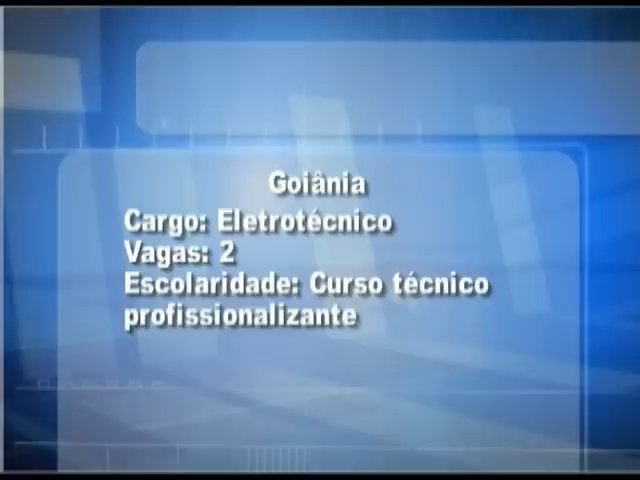 Goiânia
Cargo: Eletrotécnico
Vagas: 2
Escolaridade: Curso técnico
profissionalizante